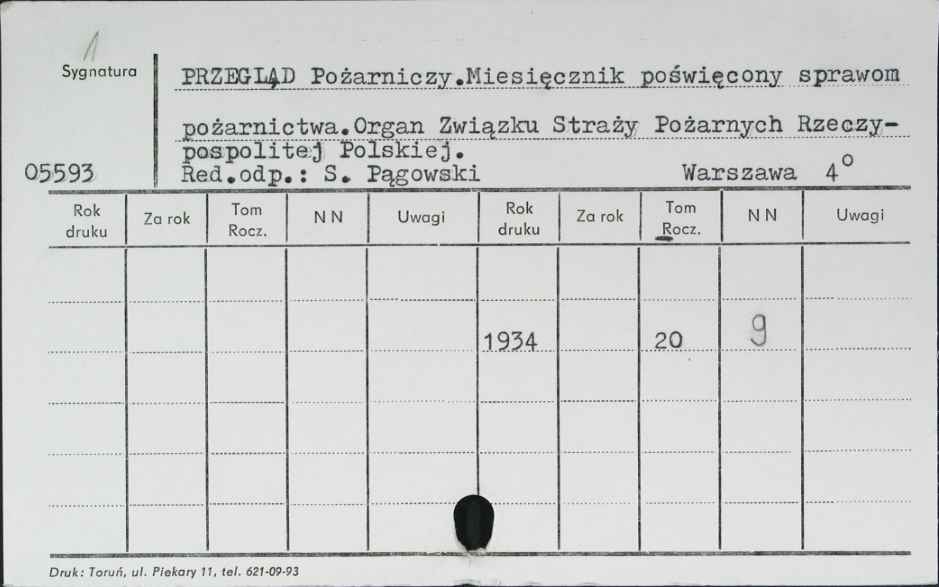 1
Sygnatura
PRZEGLĄD Pożarniczy.Miesięcznik poświęcony sprawom
pożarnictwa.Organ Związku Straży Pożarnych Rzeczy-
pospolitej Polskiej.
05593
Red.odp.: S. Pągowski Warszawa 4°
Rok druku Za rok Tom Rocz. N N Uwagi Rok druku Za rok Tom Rocz. N N Uwagi
1934 20 9
Druk: Toruń, ul. Piekary 11, tel. 621-09-93